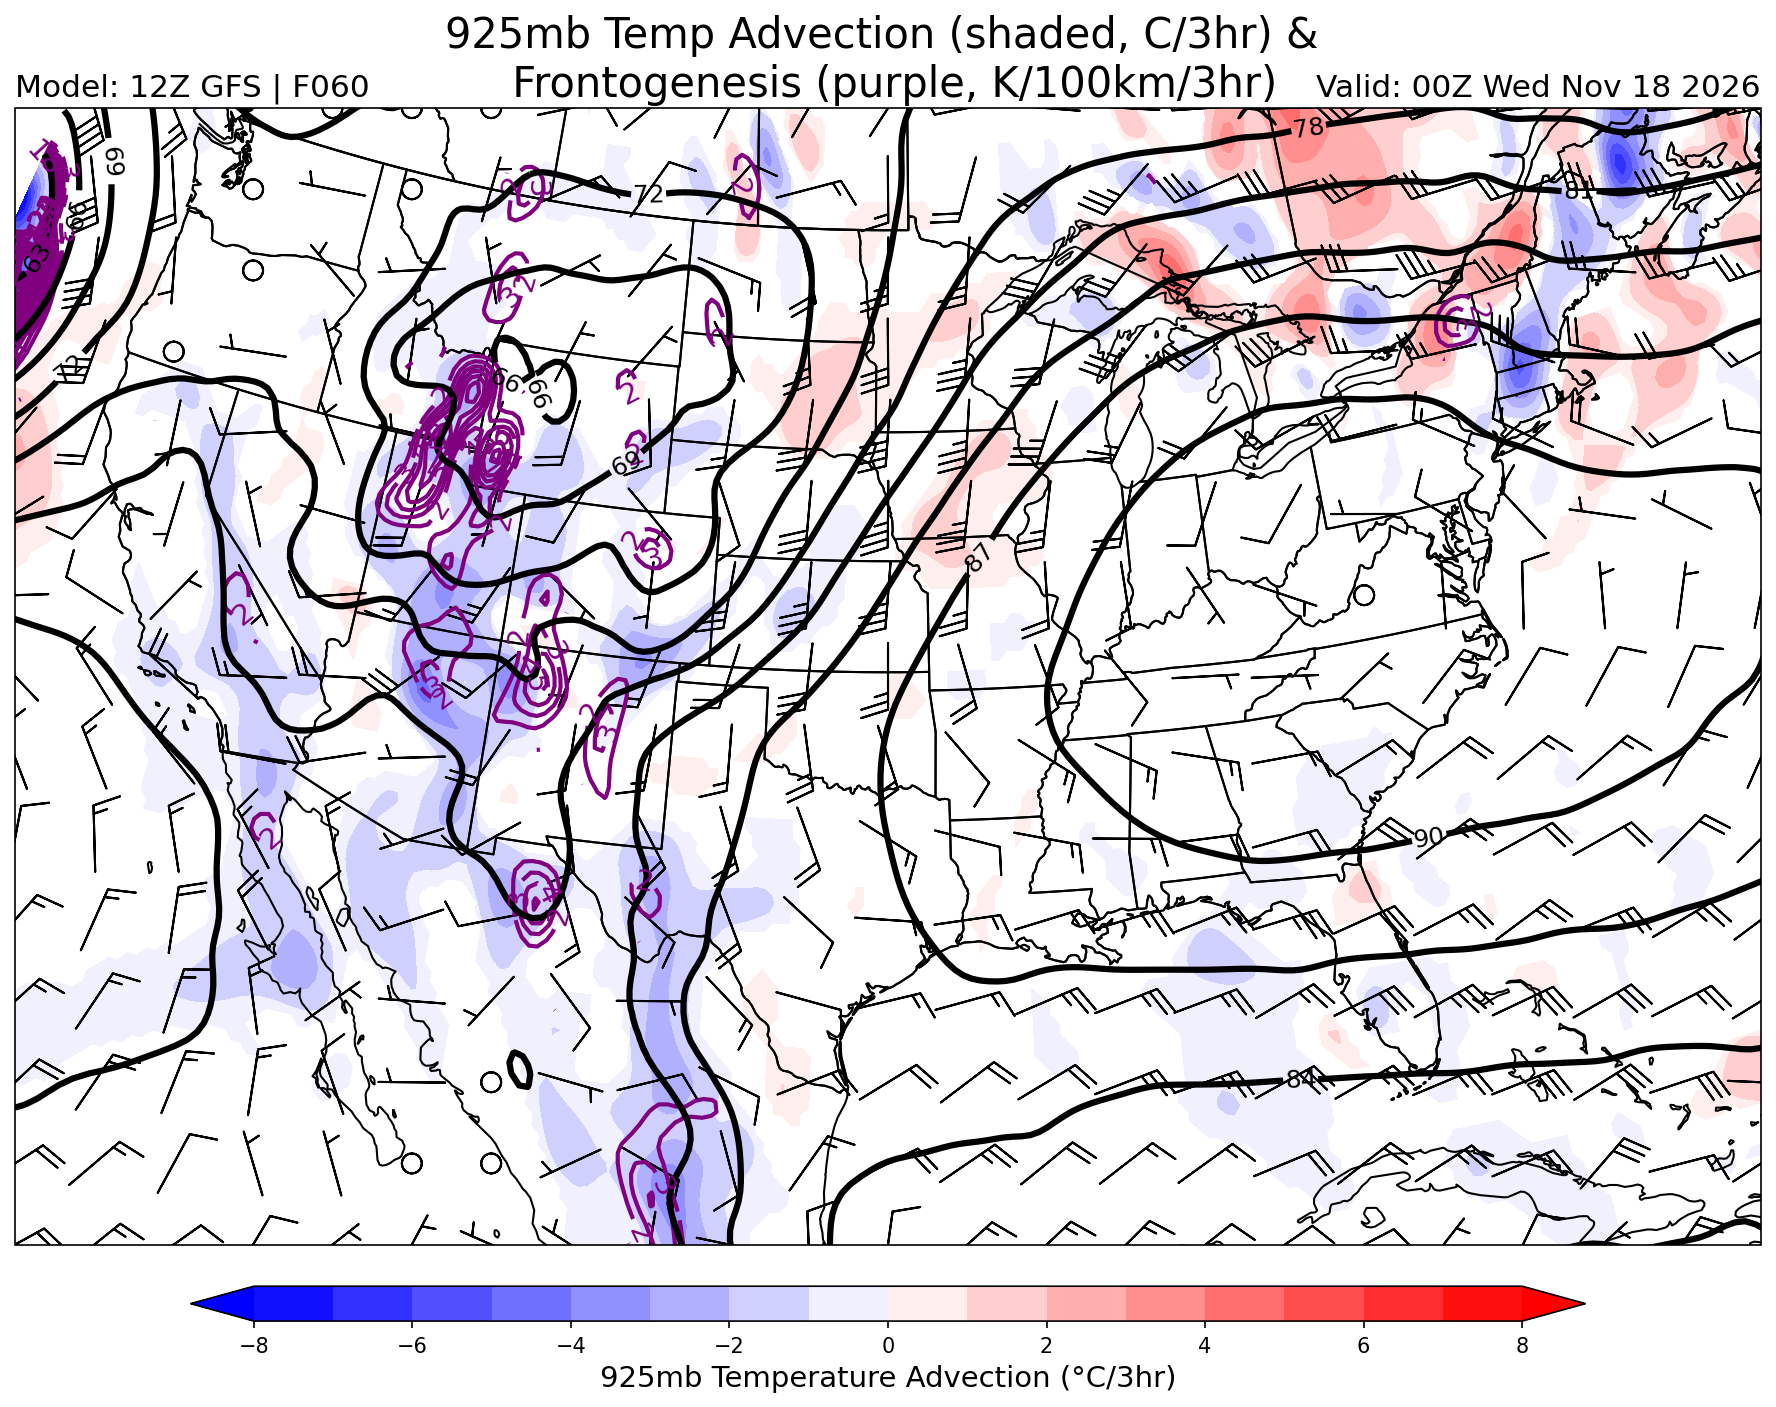 925mb Temp Advection (shaded, C/3hr) &
Frontogenesis (purple, K/100km/3hr)
Model: 12Z GFS | F060
Valid: 00Z Wed Nov 18 2026
78
69
72
81
66
63
72
66
66
69
87
90
84
−8 −6 −4 −2 0 2 4 6 8
925mb Temperature Advection (°C/3hr)